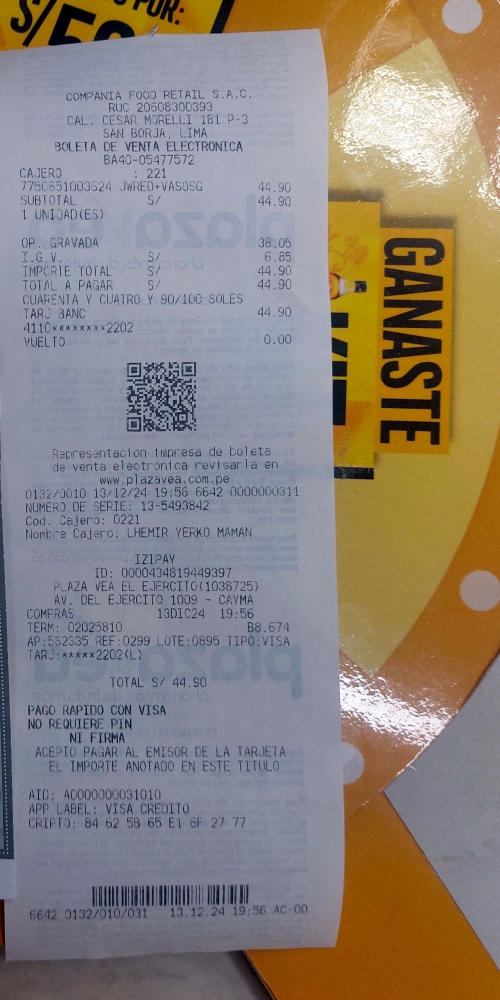 POR:
S/
COMPANIA FOOD RETAIL S.A.C.
RUC 20608300393
CAL. CESAR MORELLI 181 P-3
SAN BORJA, LIMA
BOLETA DE VENTA ELECTRONICA
BA40-05477572
CAJERO : 221
7750651003624 JWRED+VASOSG 44.90
SUBTOTAL S/ 44.90
1 UNIDAD(ES)
OP. GRAVADA 38.05
I.G.V. S/ 6.85
IMPORTE TOTAL S/ 44.90
TOTAL A PAGAR S/ 44.90
CUARENTA Y CUATRO Y 90/100 SOLES
TARJ BANC 44.90
4110********2202
VUELTO 0.00
Representacion impresa de boleta
de venta electronica revisarla en
www.plazavea.com.pe
0132/0010 13/12/24 19:56 6642 0000000311
NUMERO DE SERIE: 13-5493842
Cod. Cajero: 0221
Nombre Cajero: LHEMIR YERKO MAMAN
IZIPAY
ID: 0000434819449397
PLAZA VEA EL EJERCITO(1038725)
AV. DEL EJERCITO 1009 - CAYMA
COMPRAS 13DIC24 19:56
TERM: 02025810 B8.674
AP:562335 REF:0299 LOTE:0895 TIPO:VISA
TARJ:*****2202(L)
TOTAL S/ 44.90
PAGO RAPIDO CON VISA
NO REQUIERE PIN
NI FIRMA
ACEPTO PAGAR AL EMISOR DE LA TARJETA
EL IMPORTE ANOTADO EN ESTE TITULO
AID: A0000000031010
APP LABEL: VISA CREDITO
CRIPTO: 84 62 5B 65 E1 6F 27 77
6642 0132/010/031 13.12.24 19:56 AC-00
GANASTE